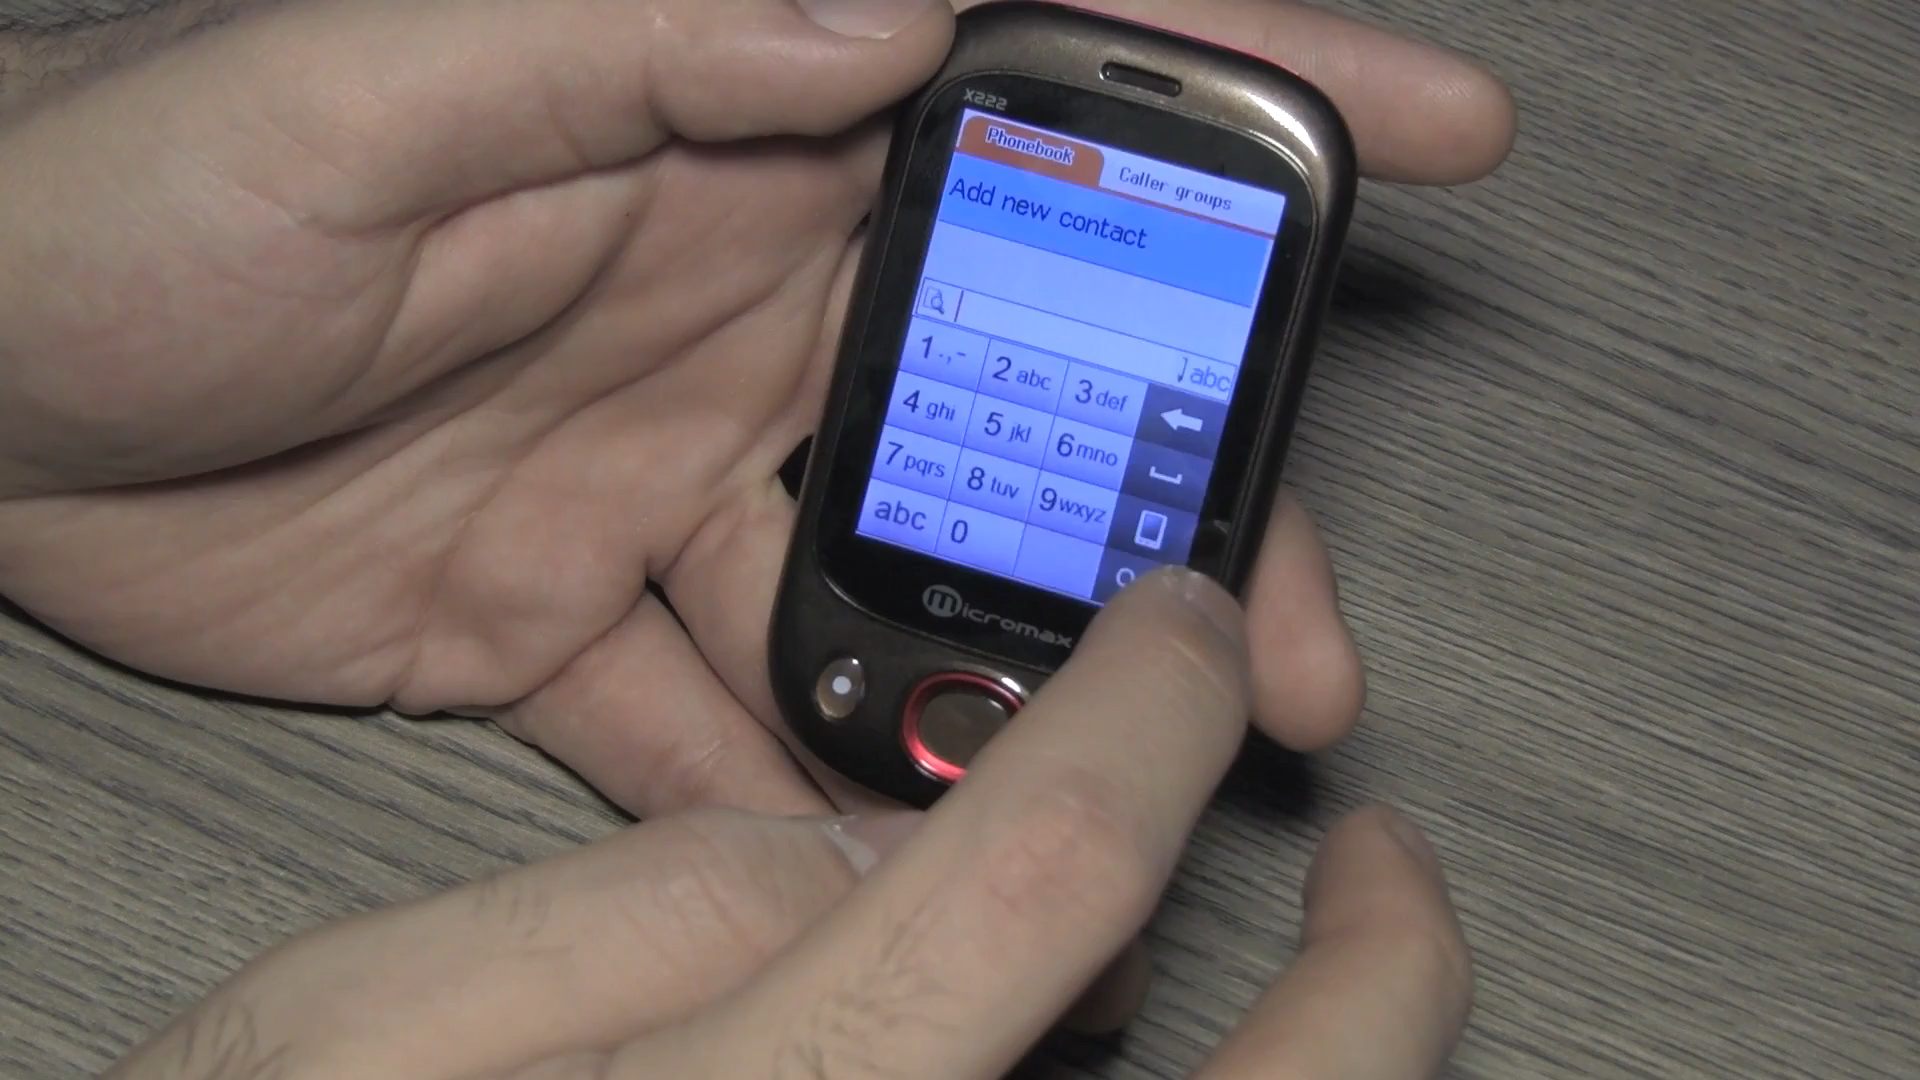 X222
Phonebook
Caller groups
Add new contact
abc
1.,-
2 abc
3 def
4 ghi
5 jkl
6 mno
7 pqrs
8 tuv
9 wxyz
abc
0
Micromax